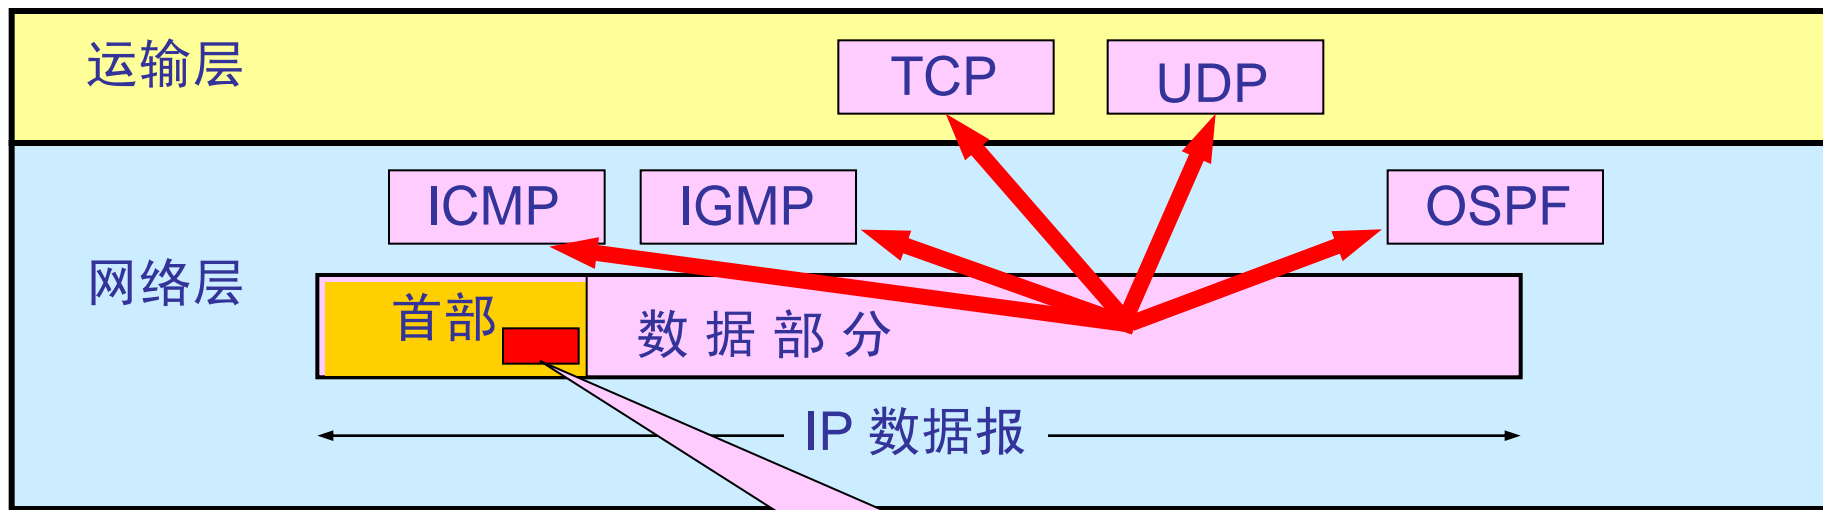 运输层
TCP
UDP
ICMP
IGMP
OSPF
网络层
首部
数据部分
IP 数据报